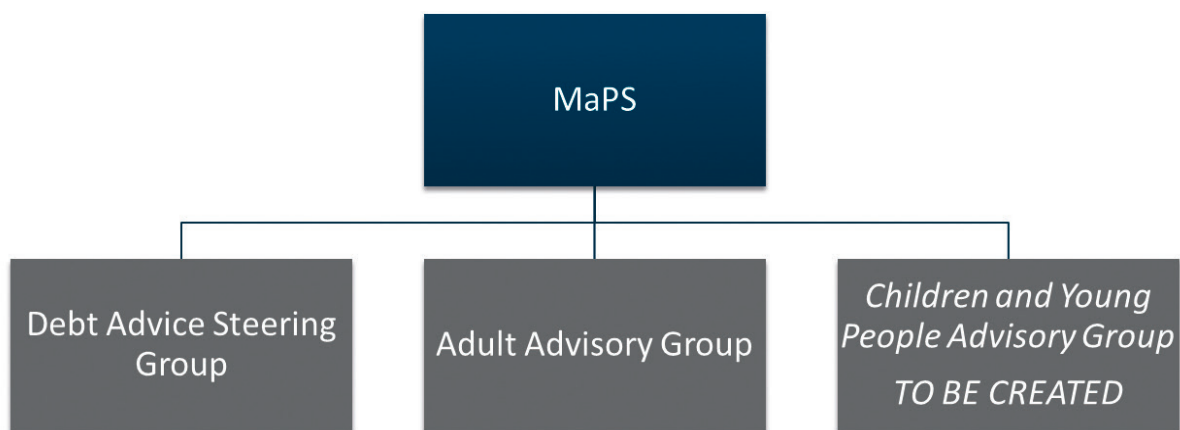 MaPS
Debt Advice Steering
Group
Adult Advisory Group
Children and Young
People Advisory Group
TO BE CREATED